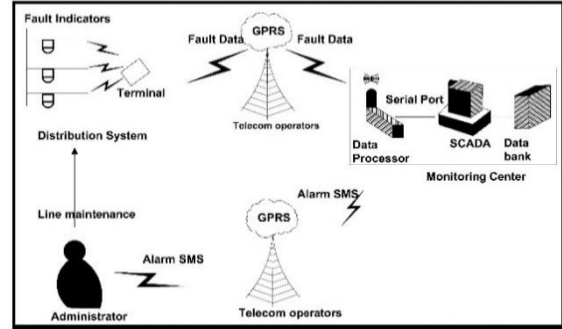 Fault Indicators
GPRS
Fault Data
Fault Data
Terminal
Telecom operators
Serial Port
Data Processor
SCADA
Data bank
Monitoring Center
Distribution System
Line maintenance
Alarm SMS
GPRS
Alarm SMS
Telecom operators
Administrator